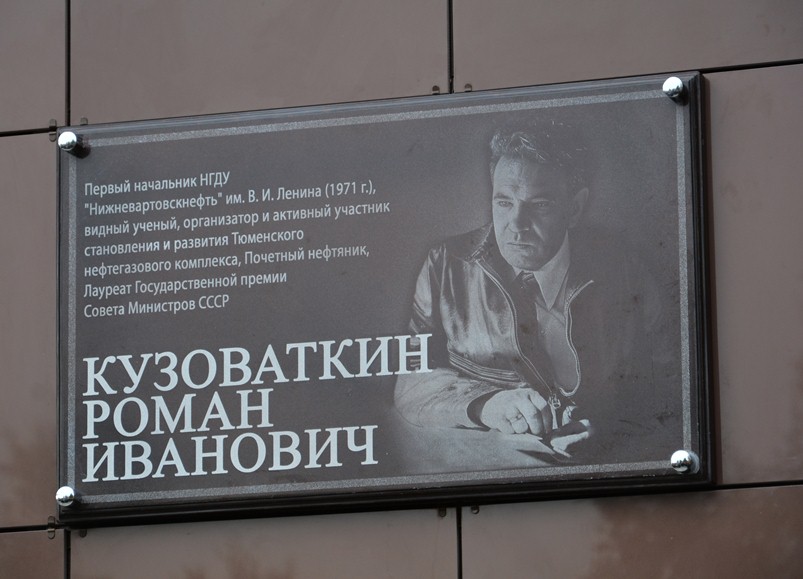 Первый начальник НГДУ
"Нижневартовскнефть" им. В. И. Ленина (1971 г.),
видный ученый, организатор и активный участник
становления и развития Тюменского
нефтегазового комплекса, Почетный нефтяник,
Лауреат Государственной премии
Совета Министров СССР
КУЗОВАТКИН
РОМАН
ИВАНОВИЧ